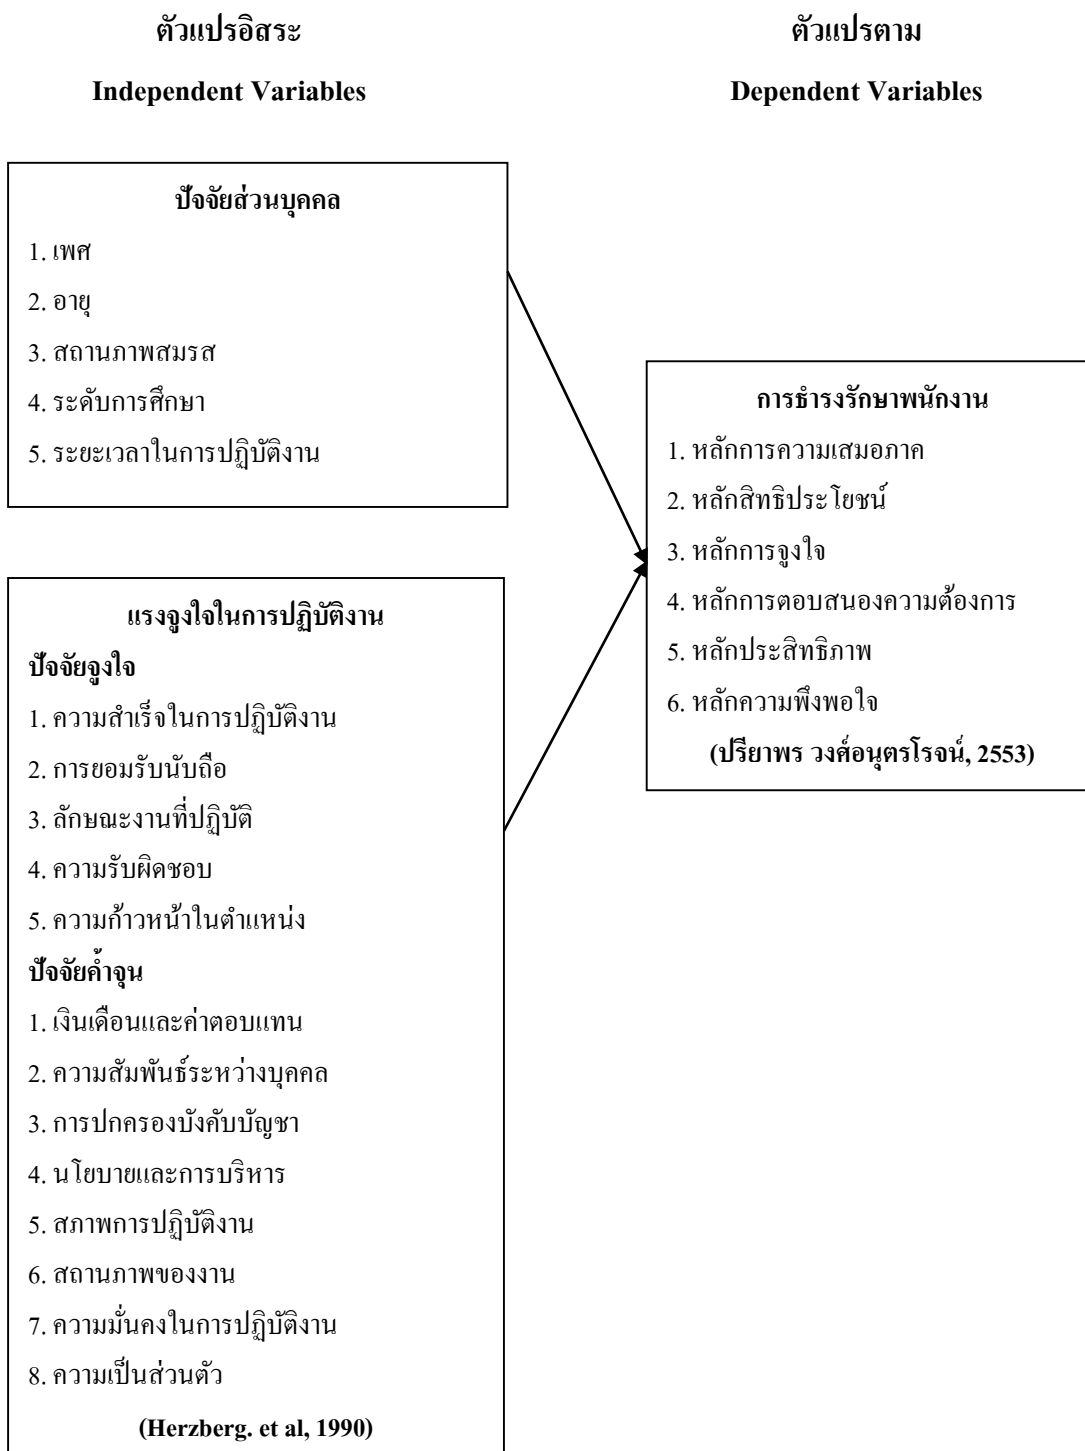 ตัวแปรอิสระ
Independent Variables
ตัวแปรตาม
Dependent Variables
ปัจจัยส่วนบุคคล
1. เพศ
2. อายุ
3. สถานภาพสมรส
4. ระดับการศึกษา
5. ระยะเวลาในการปฏิบัติงาน
แรงจูงใจในการปฏิบัติงาน
ปัจจัยจูงใจ
1. ความสำเร็จในการปฏิบัติงาน
2. การยอมรับนับถือ
3. ลักษณะงานที่ปฏิบัติ
4. ความรับผิดชอบ
5. ความก้าวหน้าในตำแหน่ง
ปัจจัยค้ำจุน
1. เงินเดือนและค่าตอบแทน
2. ความสัมพันธ์ระหว่างบุคคล
3. การปกครองบังคับบัญชา
4. นโยบายและการบริหาร
5. สภาพการปฏิบัติงาน
6. สถานภาพของงาน
7. ความมั่นคงในการปฏิบัติงาน
8. ความเป็นส่วนตัว
(Herzberg. et al, 1990)
การธำรงรักษาพนักงาน
1. หลักการความเสมอภาค
2. หลักสิทธิประโยชน์
3. หลักการจูงใจ
4. หลักการตอบสนองความต้องการ
5. หลักประสิทธิภาพ
6. หลักความพึงพอใจ
(ปรียาพร วงศ์อนุตรโรจน์, 2553)